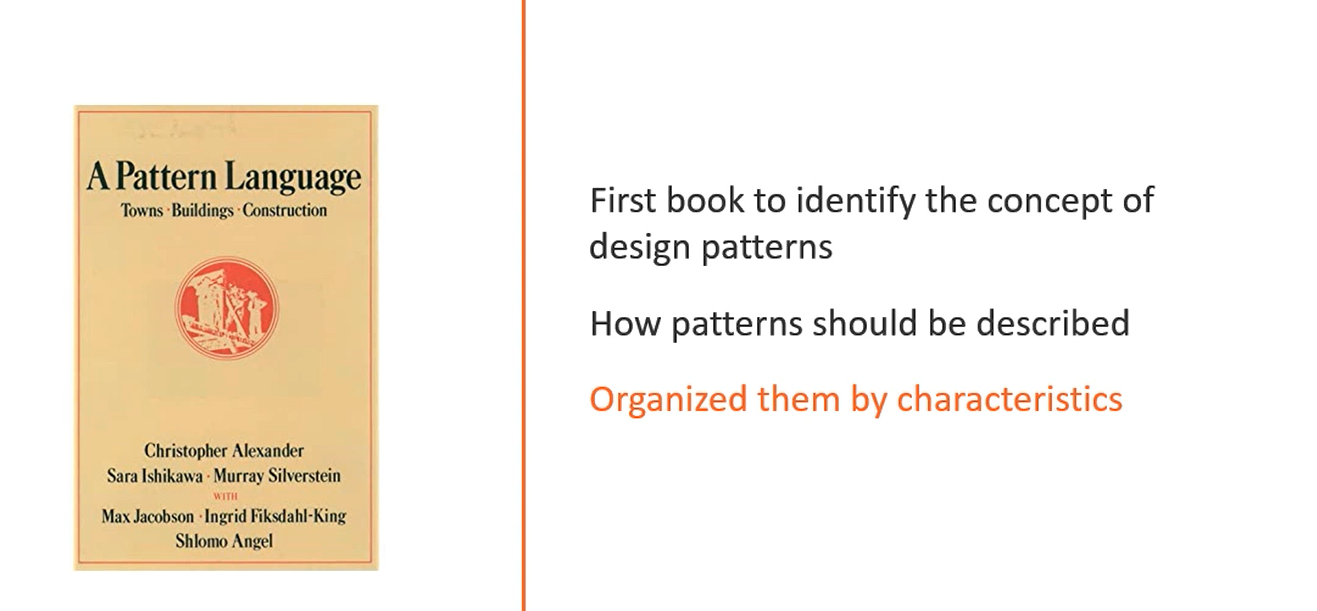 A Pattern Language
Towns · Buildings · Construction
Christopher Alexander
Sara Ishikawa · Murray Silverstein
WITH
Max Jacobson · Ingrid Fiksdahl-King
Shlomo Angel
First book to identify the concept of
design patterns
How patterns should be described
Organized them by characteristics